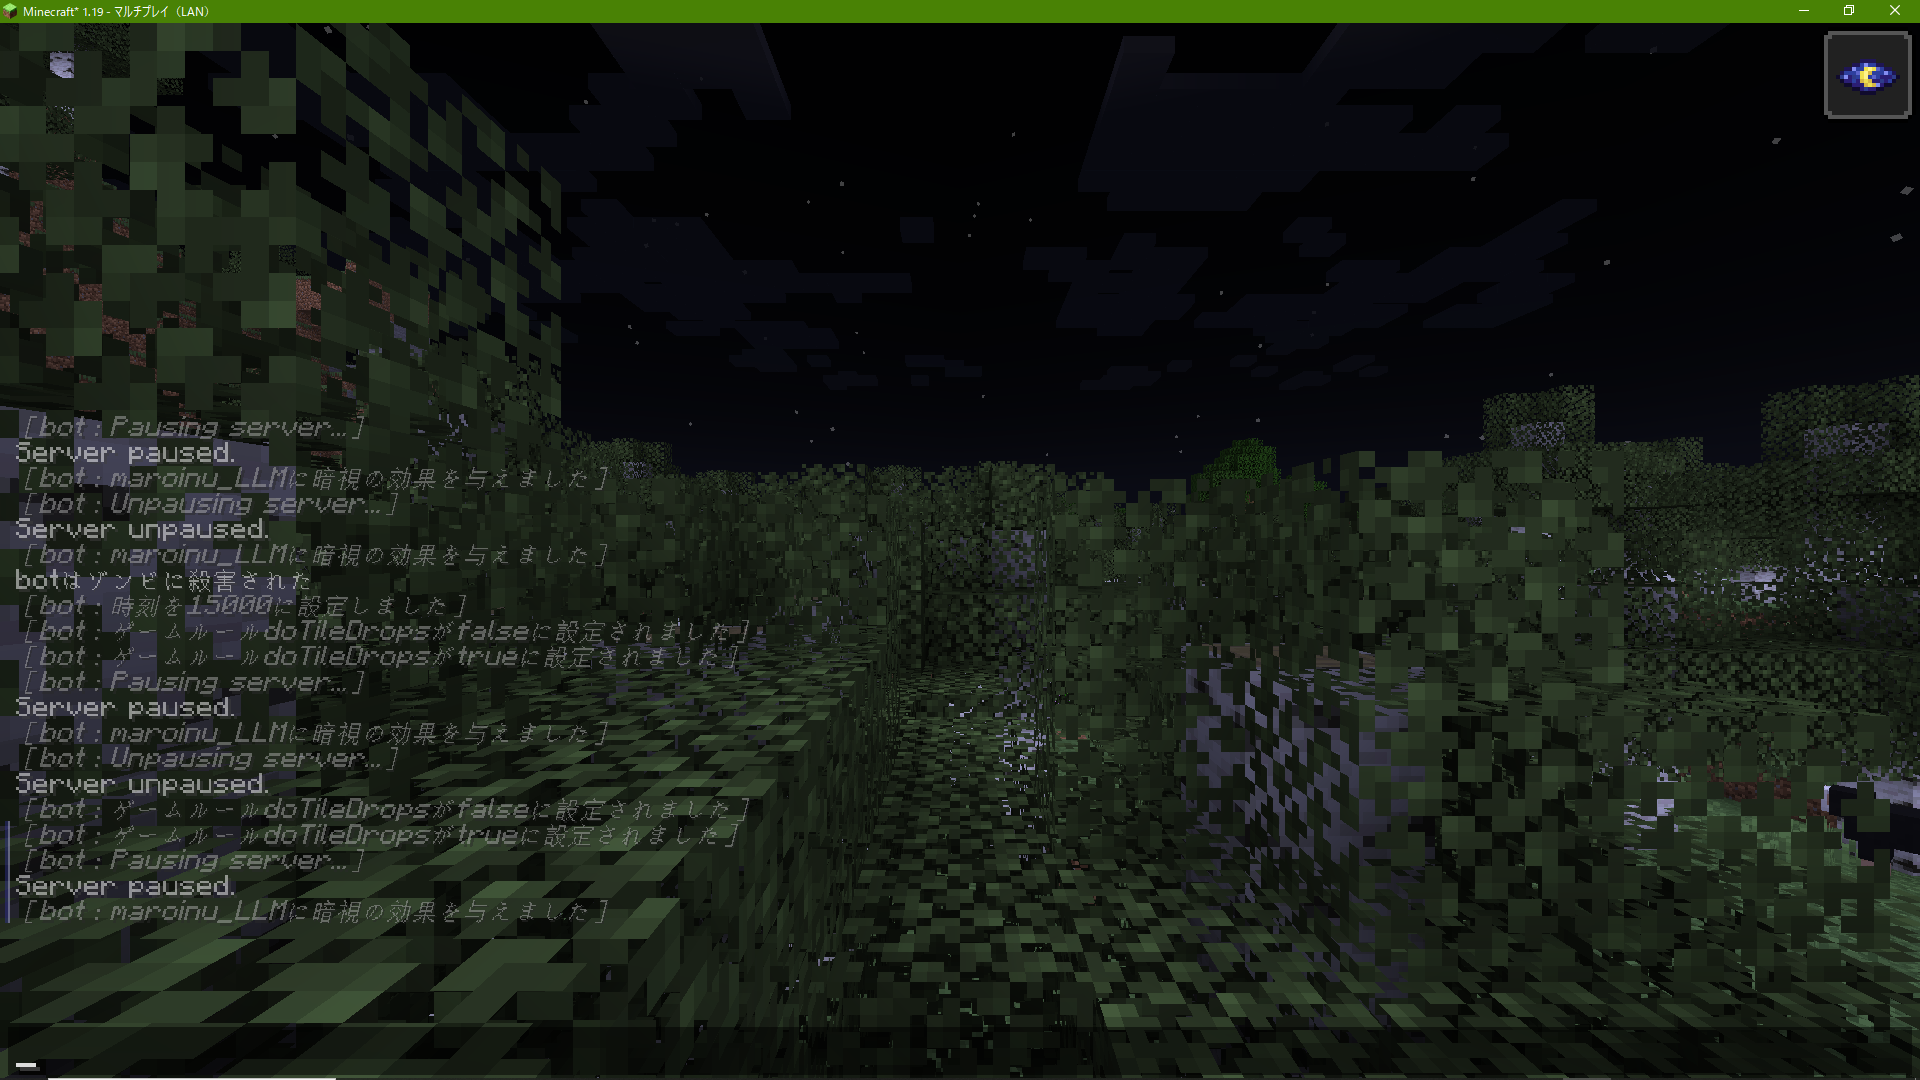 Minecraft* 1.19 - マルチプレイ（LAN）
[bot : Pausing server...]
Server paused.
[bot : maroinu_LLMに暗視の効果を与えました]
[bot : Unpausing server...]
Server unpaused.
[bot : maroinu_LLMに暗視の効果を与えました]
botはゾンビに殺害された
[bot : 時刻を15000に設定しました]
[bot : ゲームルールdoTileDropsがfalseに設定されました]
[bot : ゲームルールdoTileDropsがtrueに設定されました]
[bot : Pausing server...]
Server paused.
[bot : maroinu_LLMに暗視の効果を与えました]
[bot : Unpausing server...]
Server unpaused.
[bot : ゲームルールdoTileDropsがfalseに設定されました]
[bot : ゲームルールdoTileDropsがtrueに設定されました]
[bot : Pausing server...]
Server paused.
[bot : maroinu_LLMに暗視の効果を与えました]